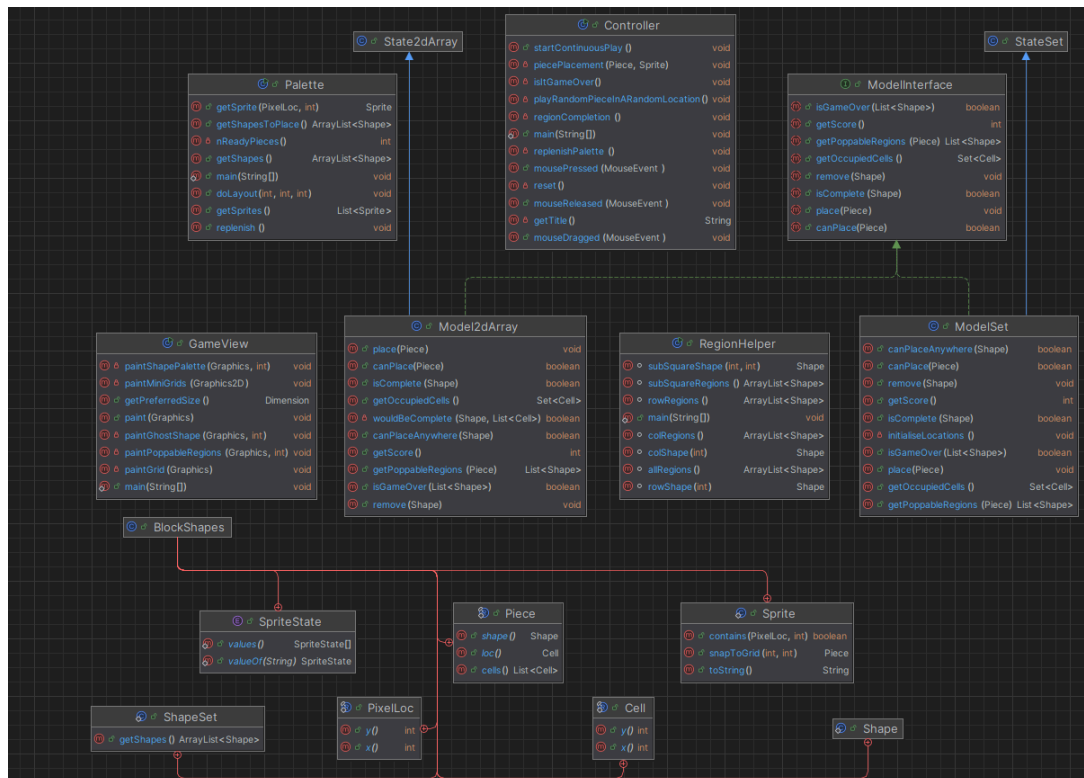 State2dArray
Controller
startContinuousPlay () void
piecePlacement (Piece, Sprite) void
isItGameOver() void
playRandomPieceInARandomLocation() void
regionCompletion () void
main(String[]) void
replenishPalette () void
mousePressed (MouseEvent ) void
reset() void
mouseReleased (MouseEvent ) void
getTitle () String
mouseDragged (MouseEvent ) void
StateSet
Palette
getSprite(PixelLoc, int) Sprite
getShapesToPlace () ArrayList<Shape>
nReadyPieces () int
getShapes () ArrayList<Shape>
main(String[]) void
doLayout(int, int, int) void
getSprites() List<Sprite>
replenish () void
ModelInterface
isGameOver(List<Shape>) boolean
getScore() int
getPoppableRegions (Piece) List<Shape>
getOccupiedCells () Set<Cell>
remove (Shape) void
isComplete (Shape) boolean
place(Piece) void
canPlace(Piece) boolean
GameView
paintShapePalette (Graphics, int) void
paintMiniGrids (Graphics2D) void
getPreferredSize () Dimension
paint (Graphics) void
paintGhostShape (Graphics, int) void
paintPoppableRegions (Graphics, int) void
paintGrid (Graphics) void
main(String[]) void
Model2dArray
place(Piece) void
canPlace(Piece) boolean
isComplete (Shape) boolean
getOccupiedCells () Set<Cell>
wouldBeComplete (Shape, List<Cell>) boolean
canPlaceAnywhere (Shape) boolean
getScore() int
getPoppableRegions (Piece) List<Shape>
isGameOver(List<Shape>) boolean
remove (Shape) void
RegionHelper
subSquareShape (int, int) Shape
subSquareRegions () ArrayList<Shape>
rowRegions () ArrayList<Shape>
main(String[]) void
colRegions () ArrayList<Shape>
colShape (int) Shape
allRegions () ArrayList<Shape>
rowShape (int) Shape
ModelSet
canPlaceAnywhere (Shape) boolean
canPlace(Piece) boolean
remove (Shape) void
getScore() int
isComplete (Shape) boolean
initialiseLocations () void
isGameOver(List<Shape>) boolean
place(Piece) void
getOccupiedCells () Set<Cell>
getPoppableRegions (Piece) List<Shape>
BlockShapes
SpriteState
values() SpriteState[]
valueOf(String) SpriteState
Piece
shape() Shape
loc() Cell
cells() List<Cell>
Sprite
contains (PixelLoc, int) boolean
snapToGrid (int, int) Piece
toString() String
ShapeSet
getShapes () ArrayList<Shape>
PixelLoc
y() int
x() int
Cell
y() int
x() int
Shape